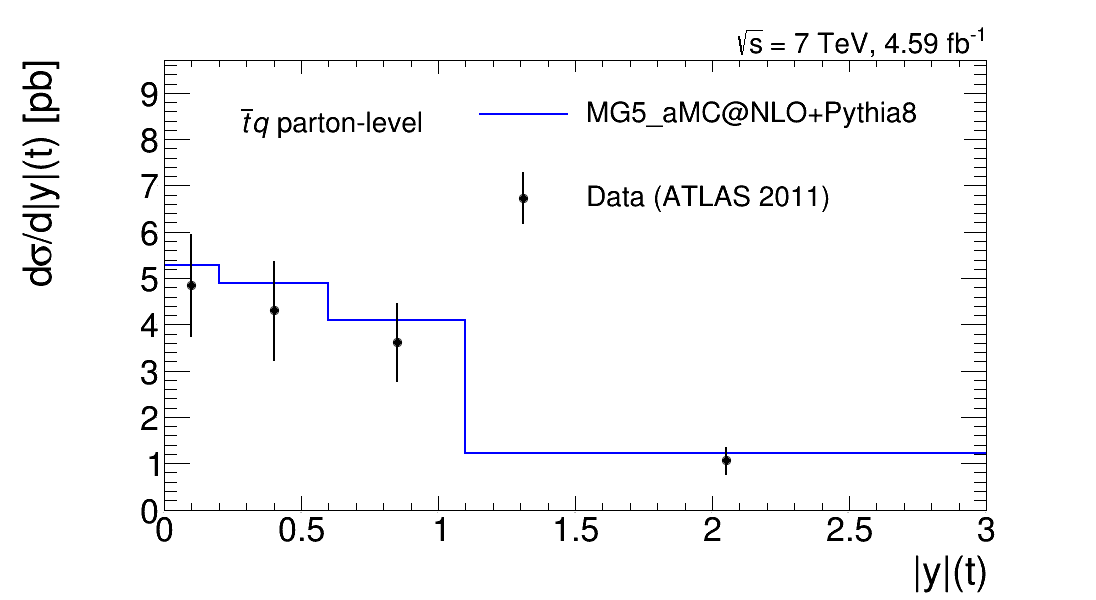 √s = 7 TeV, 4.59 fb⁻¹
dσ/d|y|(t) [pb]
t̅q parton-level
MG5_aMC@NLO+Pythia8
Data (ATLAS 2011)
9
8
7
6
5
4
3
2
1
0
0 0.5 1 1.5 2 2.5 3
|y|(t)